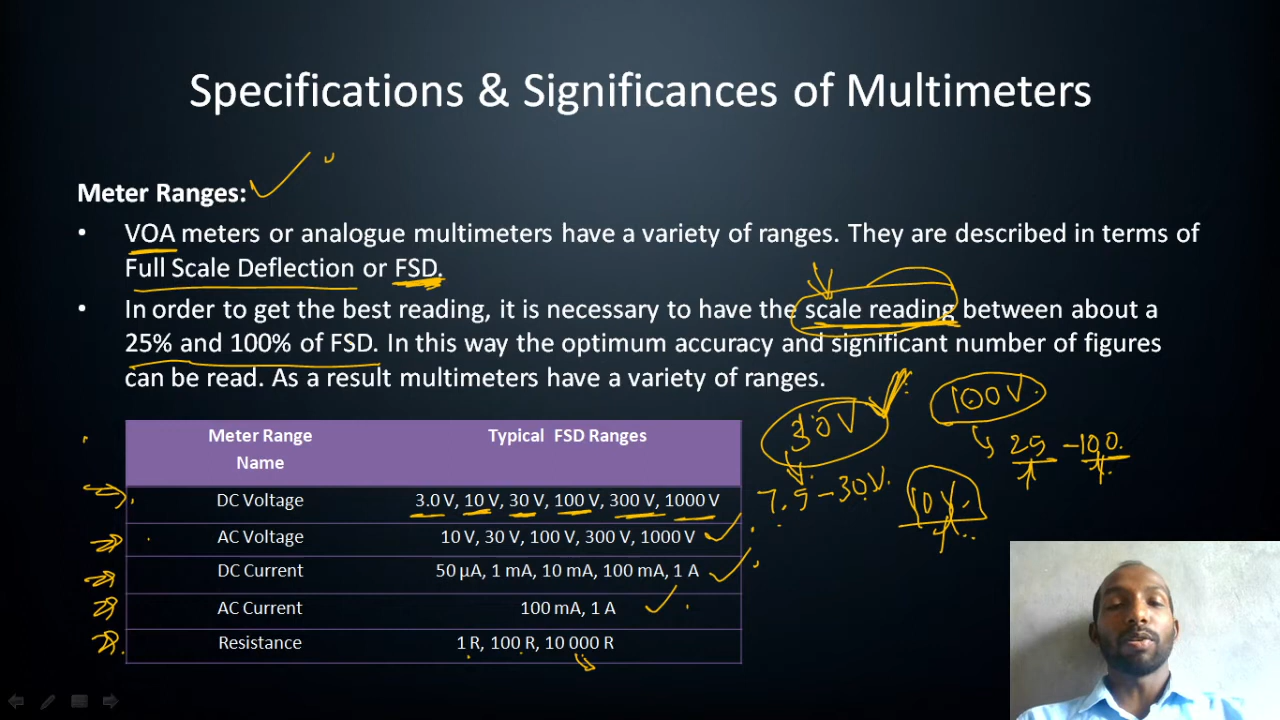 Specifications & Significances of Multimeters
Meter Ranges:
• VOA meters or analogue multimeters have a variety of ranges. They are described in terms of
Full Scale Deflection or FSD.
• In order to get the best reading, it is necessary to have the scale reading between about a
25% and 100% of FSD. In this way the optimum accuracy and significant number of figures
can be read. As a result multimeters have a variety of ranges.
30V
100V.
25 – 100.
7.5 – 30V.
10V.
Meter Range Name Typical FSD Ranges
DC Voltage 3.0 V, 10 V, 30 V, 100 V, 300 V, 1000 V
AC Voltage 10 V, 30 V, 100 V, 300 V, 1000 V
DC Current 50 µA, 1 mA, 10 mA, 100 mA, 1 A
AC Current 100 mA, 1 A
Resistance 1 R, 100 R, 10 000 R